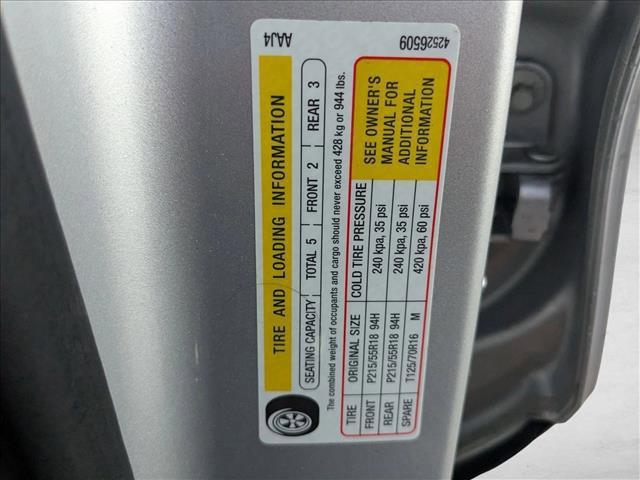 AAJ4 42526509
TIRE AND LOADING INFORMATION
SEATING CAPACITY TOTAL 5 FRONT 2 REAR 3
The combined weight of occupants and cargo should never exceed 428 kg or 944 lbs.
TIRE ORIGINAL SIZE COLD TIRE PRESSURE
FRONT P215/55R18 94H 240 kpa, 35 psi
REAR P215/55R18 94H 240 kpa, 35 psi
SPARE T125/70R16 M 420 kpa, 60 psi
SEE OWNER'S
MANUAL FOR
ADDITIONAL
INFORMATION